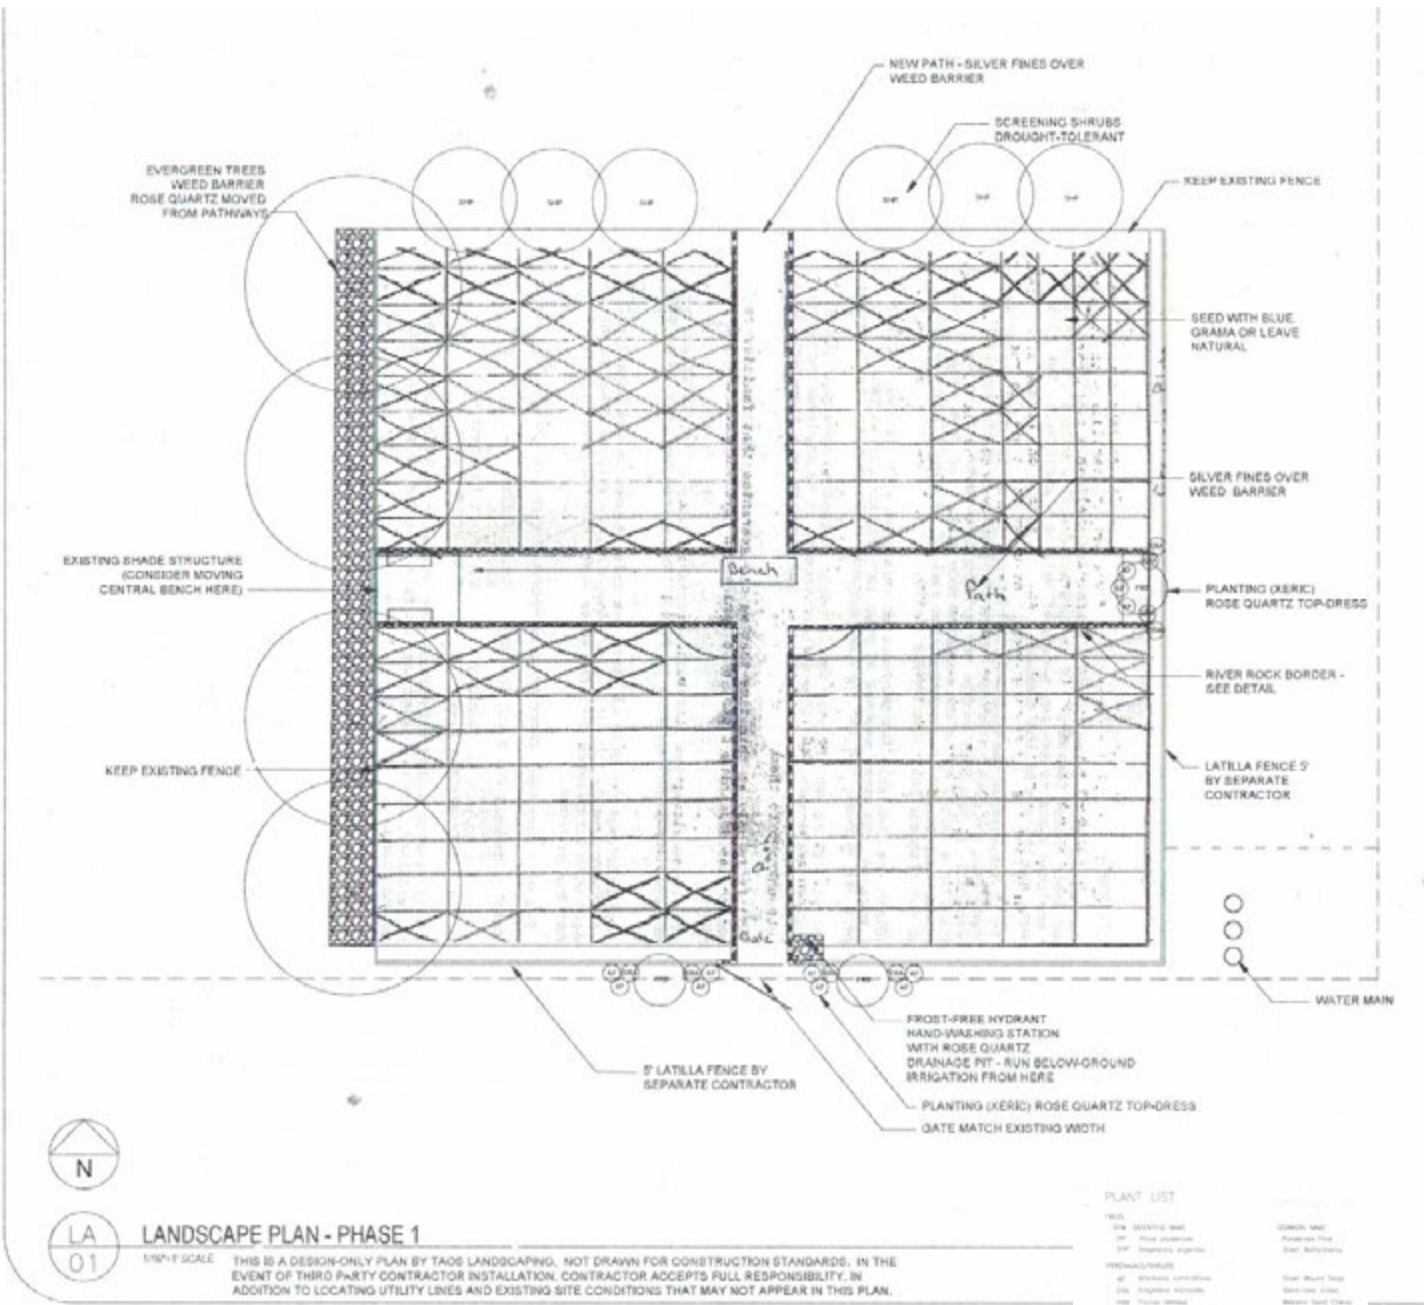 NEW PATH - SILVER FINES OVER
WEED BARRIER
SCREENING SHRUBS
DROUGHT-TOLERANT
EVERGREEN TREES
WEED BARRIER
ROSE QUARTZ MOVED
FROM PATHWAYS
KEEP EXISTING FENCE
SEED WITH BLUE
GRAMA OR LEAVE
NATURAL
SILVER FINES OVER
WEED BARRIER
EXISTING SHADE STRUCTURE
(CONSIDER MOVING
CENTRAL BENCH HERE)
Bench
Path
PLANTING (XERIC)
ROSE QUARTZ TOP-DRESS
RIVER ROCK BORDER -
SEE DETAIL
KEEP EXISTING FENCE
LATILLA FENCE 5'
BY SEPARATE
CONTRACTOR
Path
Gate
WATER MAIN
FROST-FREE HYDRANT
HAND-WASHING STATION
WITH ROSE QUARTZ
DRAINAGE PIT - RUN BELOW-GROUND
IRRIGATION FROM HERE
5' LATILLA FENCE BY
SEPARATE CONTRACTOR
PLANTING (XERIC) ROSE QUARTZ TOP-DRESS
GATE MATCH EXISTING WIDTH
N
LA
01
LANDSCAPE PLAN - PHASE 1
1/16"=1' SCALE
THIS IS A DESIGN-ONLY PLAN BY TAOS LANDSCAPING, NOT DRAWN FOR CONSTRUCTION STANDARDS. IN THE
EVENT OF THIRD PARTY CONTRACTOR INSTALLATION, CONTRACTOR ACCEPTS FULL RESPONSIBILITY, IN
ADDITION TO LOCATING UTILITY LINES AND EXISTING SITE CONDITIONS THAT MAY NOT APPEAR IN THIS PLAN.
PLANT LIST
TREES